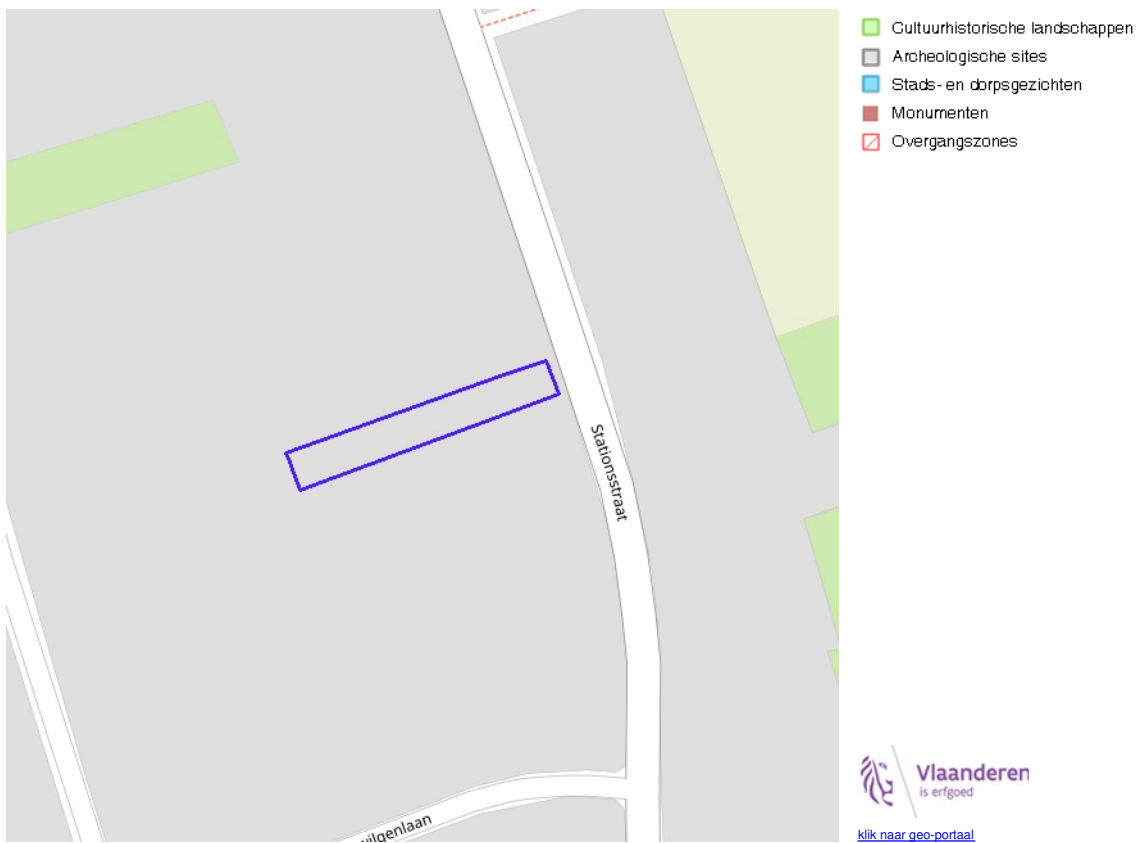 Cultuurhistorische landschappen
Archeologische sites
Stads- en dorpsgezichten
Monumenten
Overgangszones
Stationsstraat
Vlaanderen
is erfgoed
klik naar geo-portaal